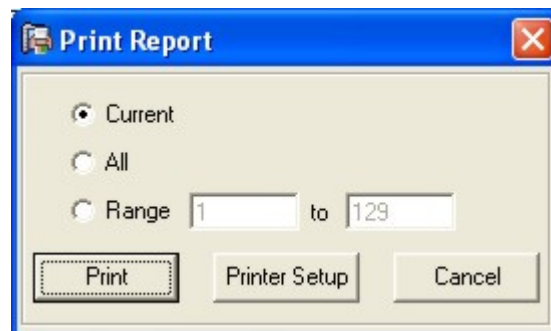 Print Report
Current
All
Range 1 to 129
Print Printer Setup Cancel